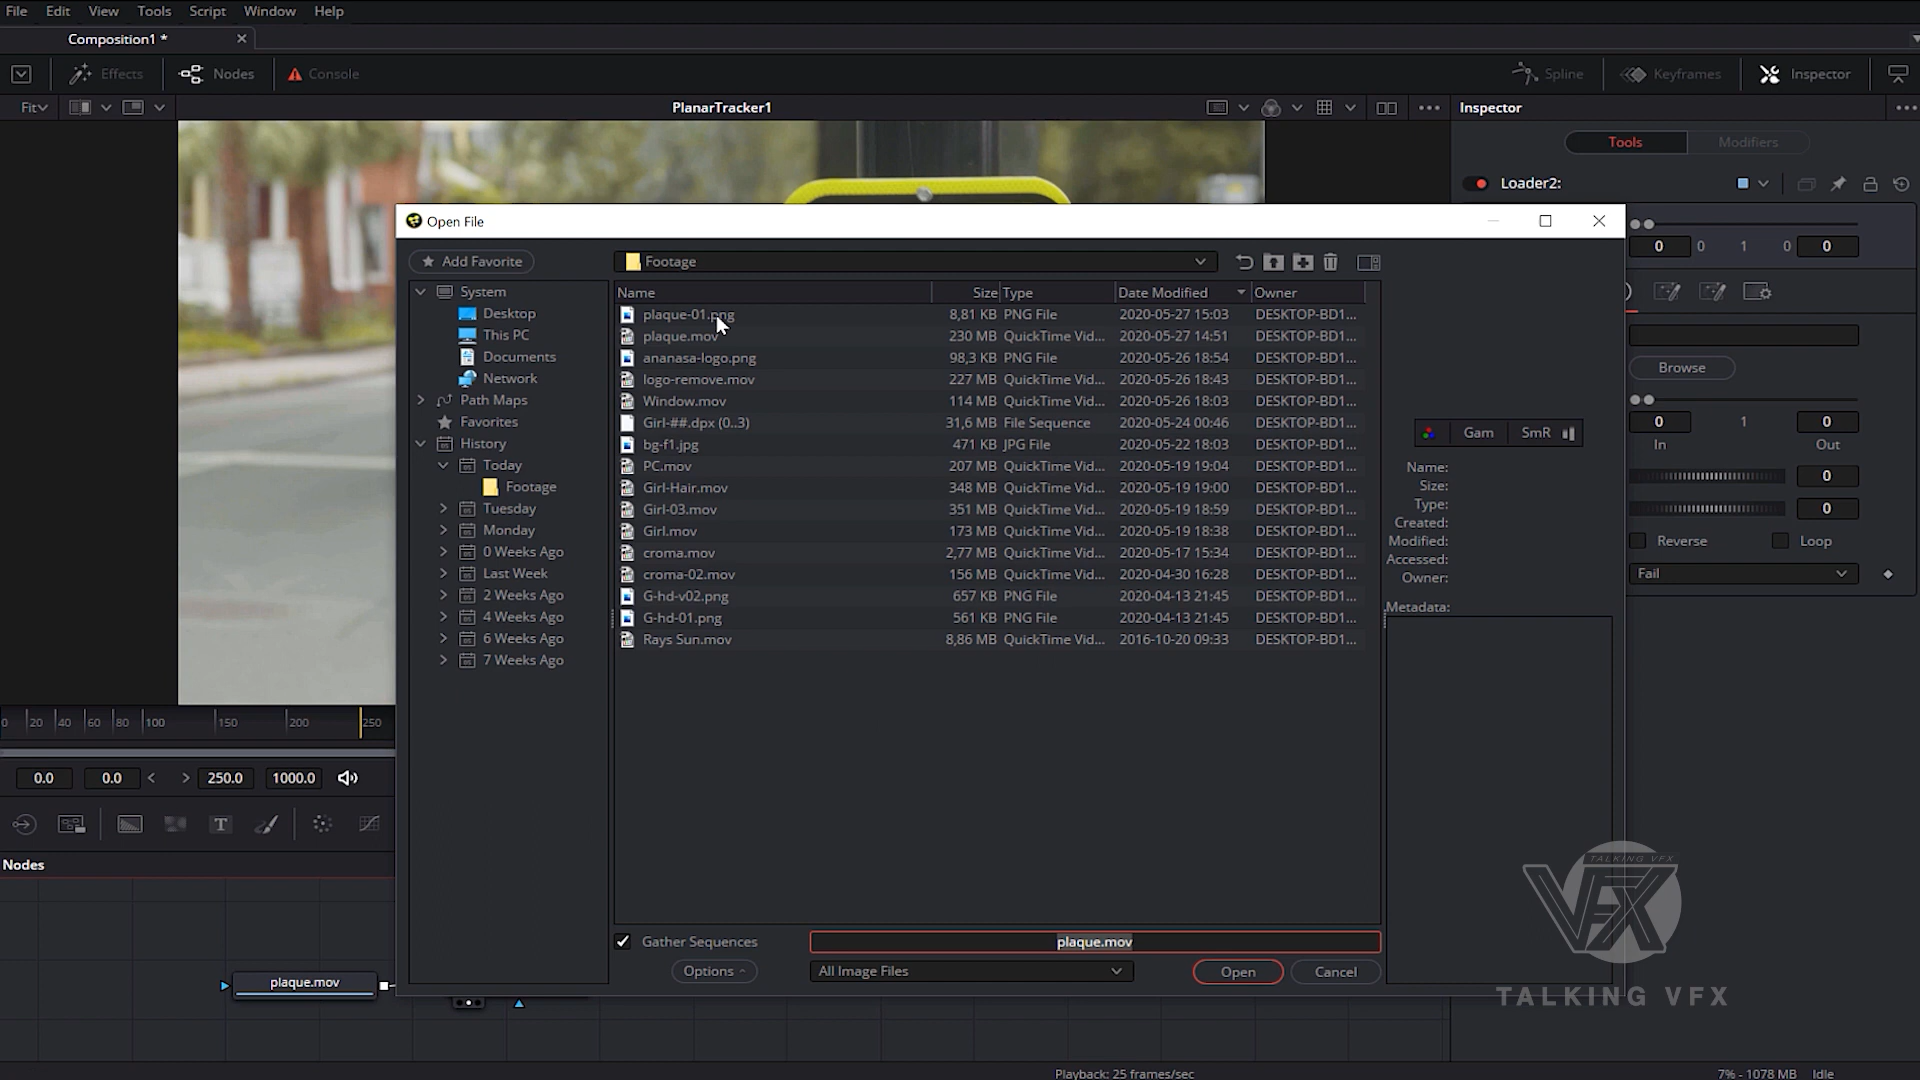 File Edit View Tools Script Window Help
Composition1 *
Effects Nodes Console Spline Keyframes Inspector
Fit PlanarTracker1 Inspector
Tools Modifiers
Loader2:
Open File
0 0 1 0 0
Add Favorite Footage
System
Desktop
This PC
Documents
Network
Path Maps
Favorites
History
Today
Footage
Tuesday
Monday
0 Weeks Ago
Last Week
2 Weeks Ago
4 Weeks Ago
6 Weeks Ago
7 Weeks Ago
Name Size Type Date Modified Owner
plaque-01.png 8,81 KB PNG File 2020-05-27 15:03 DESKTOP-BD1...
plaque.mov 230 MB QuickTime Vid... 2020-05-27 14:51 DESKTOP-BD1...
ananasa-logo.png 98,3 KB PNG File 2020-05-26 18:54 DESKTOP-BD1...
logo-remove.mov 227 MB QuickTime Vid... 2020-05-26 18:43 DESKTOP-BD1...
Window.mov 114 MB QuickTime Vid... 2020-05-26 18:03 DESKTOP-BD1...
Girl-##.dpx (0..3) 31,6 MB File Sequence 2020-05-24 00:46 DESKTOP-BD1...
bg-f1.jpg 471 KB JPG File 2020-05-22 18:03 DESKTOP-BD1...
PC.mov 207 MB QuickTime Vid... 2020-05-19 19:04 DESKTOP-BD1...
Girl-Hair.mov 348 MB QuickTime Vid... 2020-05-19 19:00 DESKTOP-BD1...
Girl-03.mov 351 MB QuickTime Vid... 2020-05-19 18:59 DESKTOP-BD1...
Girl.mov 173 MB QuickTime Vid... 2020-05-19 18:38 DESKTOP-BD1...
croma.mov 2,77 MB QuickTime Vid... 2020-05-17 15:34 DESKTOP-BD1...
croma-02.mov 156 MB QuickTime Vid... 2020-04-30 16:28 DESKTOP-BD1...
G-hd-v02.png 657 KB PNG File 2020-04-13 21:45 DESKTOP-BD1...
G-hd-01.png 561 KB PNG File 2020-04-13 21:45 DESKTOP-BD1...
Rays Sun.mov 8,86 MB QuickTime Vid... 2016-10-20 09:33 DESKTOP-BD1...
Gam SmR
Name:
Size:
Type:
Created:
Modified:
Accessed:
Owner:
Metadata:
Browse
0 1 0
In Out
0
0
Reverse Loop
Fail
0 20 40 60 80 100 150 200 250
0.0 0.0 < > 250.0 1000.0
T
Nodes
Gather Sequences plaque.mov
Options All Image Files Open Cancel
plaque.mov
TALKING VFX
VFX
TALKING VFX
Playback: 25 frames/sec 7% - 1078 MB Idle